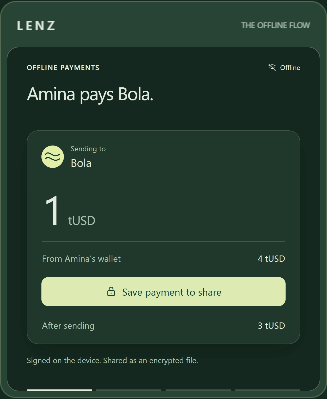 LENZ
THE OFFLINE FLOW
OFFLINE PAYMENTS
Offline
Amina pays Bola.
Sending to
Bola
1 tUSD
From Amina's wallet
4 tUSD
Save payment to share
After sending
3 tUSD
Signed on the device. Shared as an encrypted file.